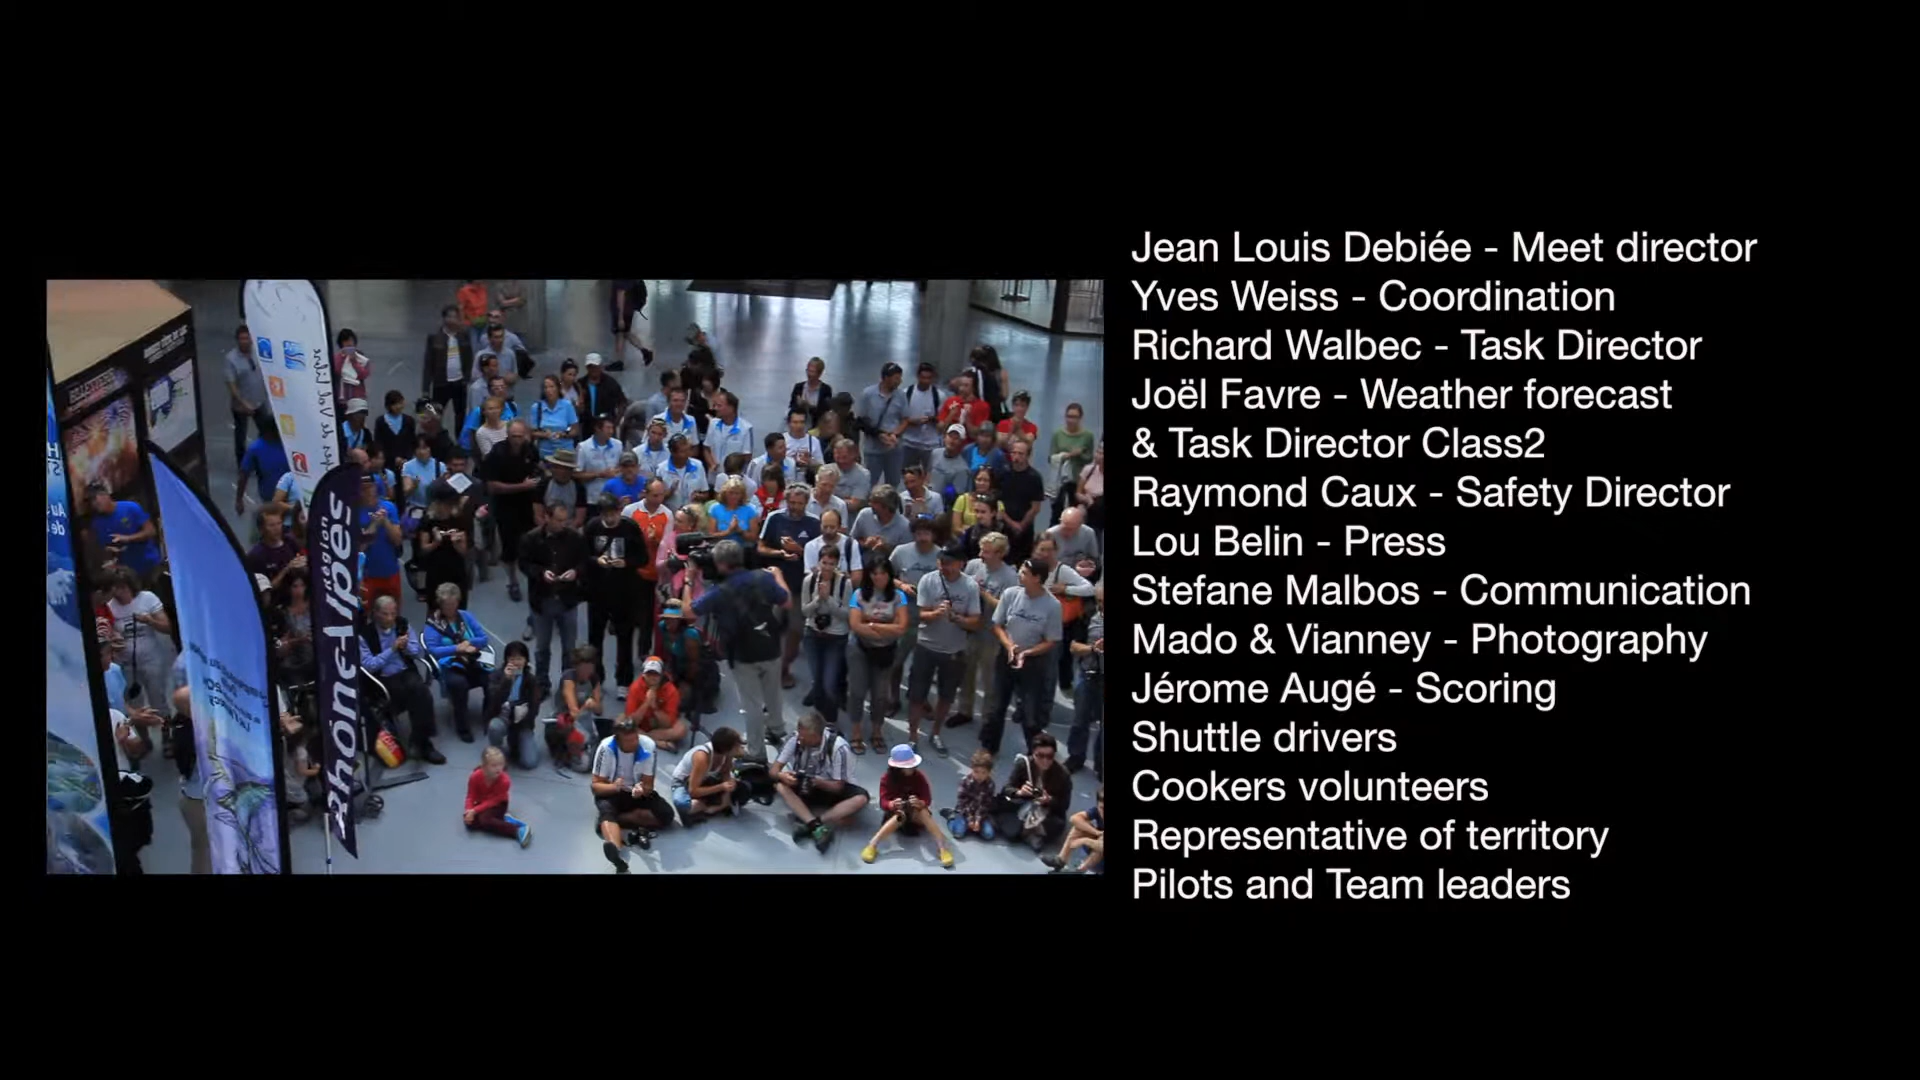 Rhône-Alpes
Jean Louis Debiée - Meet director
Yves Weiss - Coordination
Richard Walbec - Task Director
Joël Favre - Weather forecast
& Task Director Class2
Raymond Caux - Safety Director
Lou Belin - Press
Stefane Malbos - Communication
Mado & Vianney - Photography
Jérome Augé - Scoring
Shuttle drivers
Cookers volunteers
Representative of territory
Pilots and Team leaders